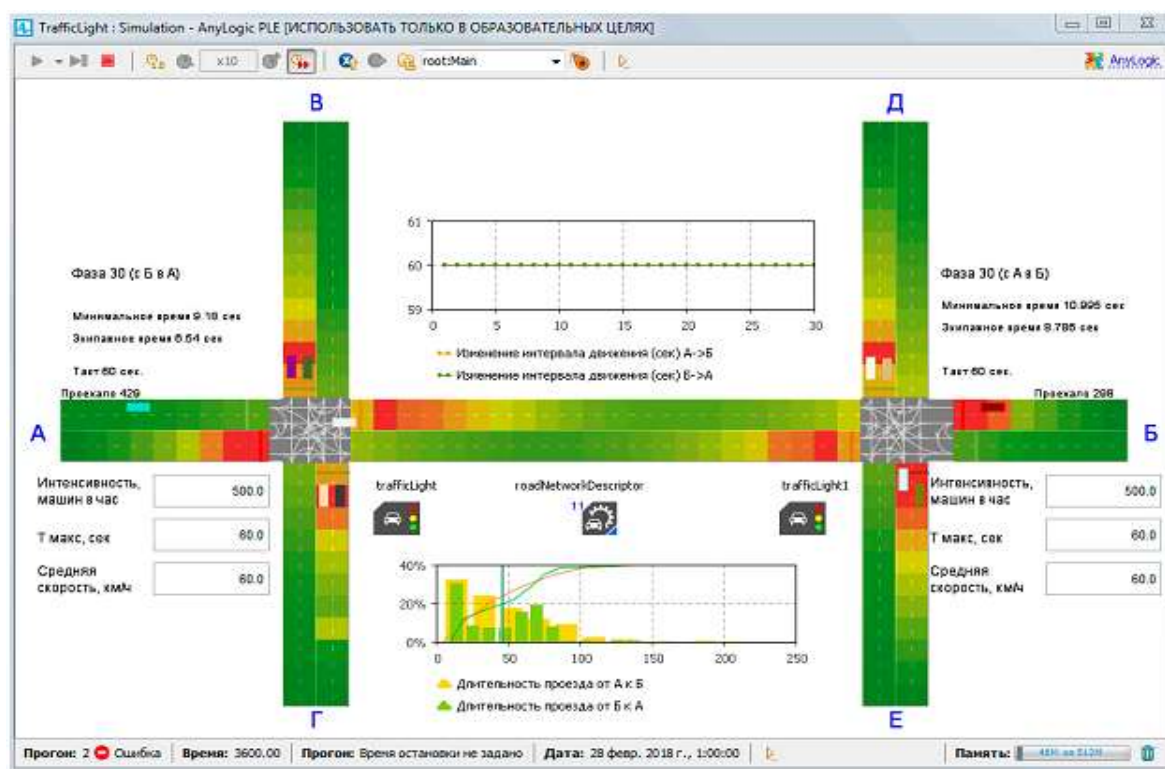 TrafficLight : Simulation - AnyLogic PLE [ИСПОЛЬЗОВАТЬ ТОЛЬКО В ОБРАЗОВАТЕЛЬНЫХ ЦЕЛЯХ]
x10 root:Main AnyLogic
В Д
61
60
59
0 5 10 15 20 25 30
Изменение интервала движения (сек) А->Б
Изменение интервала движения (сек) Б->А
Фаза 30 (с Б в А)
Минимальное время 9.18 сек
время 6.54 сек
Такт 60 сек.
Проехало 429
Фаза 30 (с А в Б)
Минимальное время 10.995 сек
время 8.785 сек
Такт 60 сек.
Проехало 298
А Б
Интенсивность, машин в час 500.0
Т макс, сек 60.0
Средняя скорость, км/ч 60.0
trafficLight roadNetworkDescriptor trafficLight1
11
Интенсивность, машин в час 500.0
Т макс, сек 60.0
Средняя скорость, км/ч 60.0
40%
20%
0%
0 50 100 150 200 250
Длительность проезда от А к Б
Длительность проезда от Б к А
Г Е
Прогон: 2 Ошибка Время: 3600.00 Прогон: Время остановки не задано Дата: 28 февр. 2018 г., 1:00:00 Память: